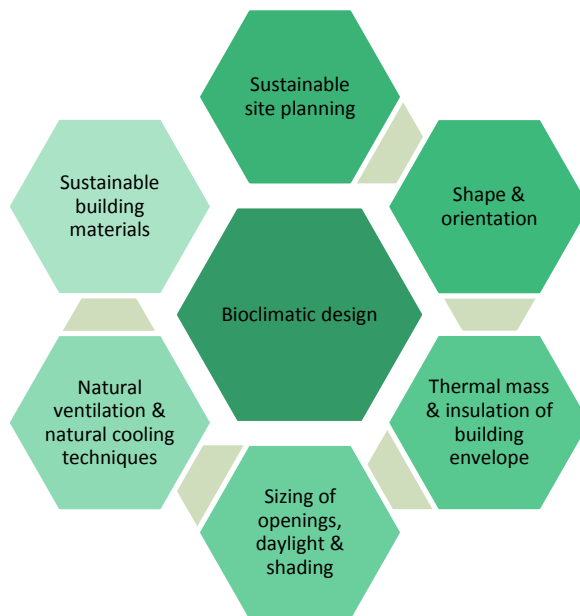 Sustainable
site planning
Shape &
orientation
Thermal mass
& insulation of
building
envelope
Sizing of
openings,
daylight &
shading
Natural
ventilation &
natural cooling
techniques
Sustainable
building
materials
Bioclimatic design